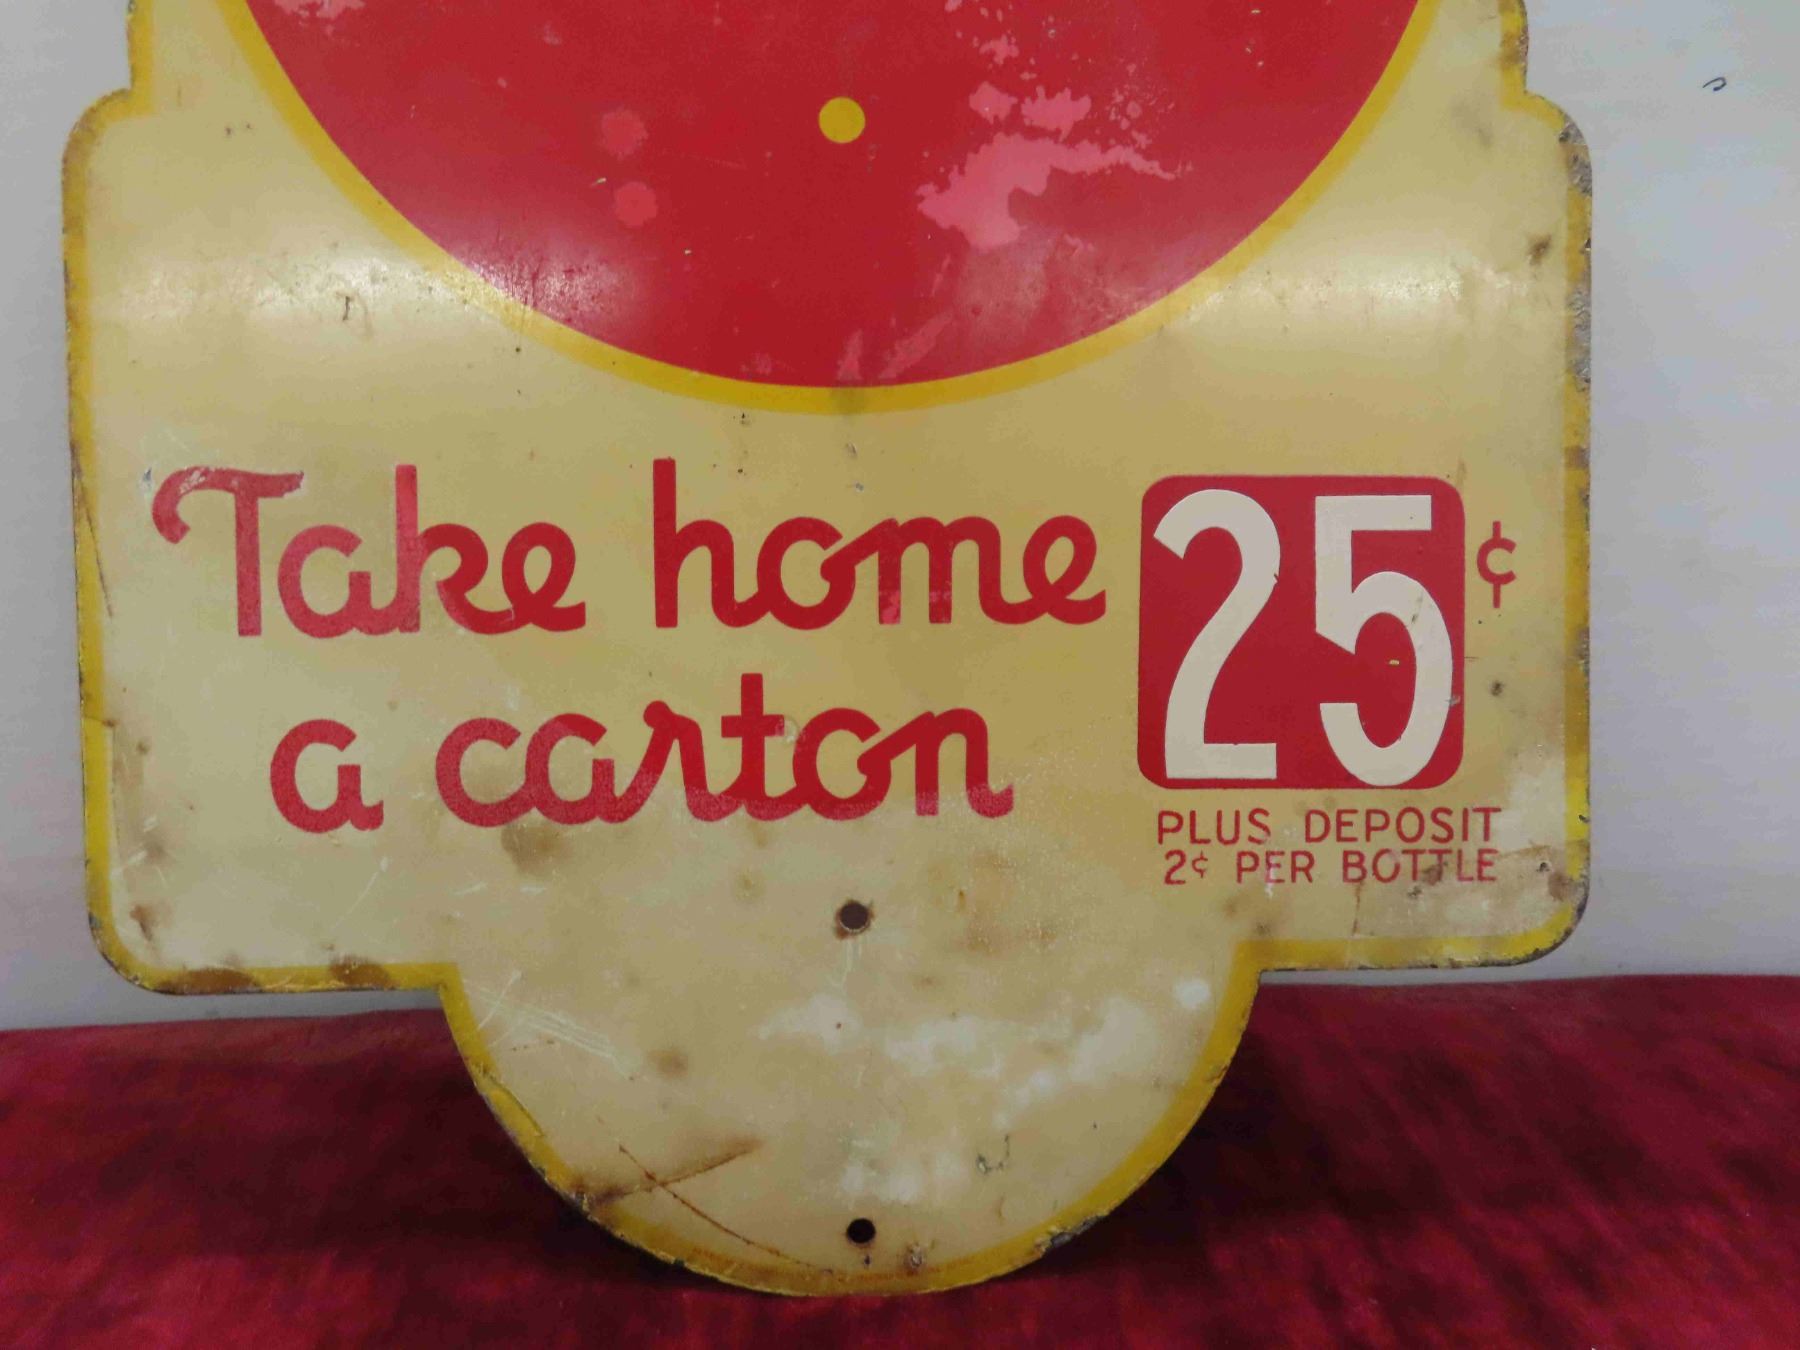 Take home
a carton
25¢
PLUS DEPOSIT
2¢ PER BOTTLE